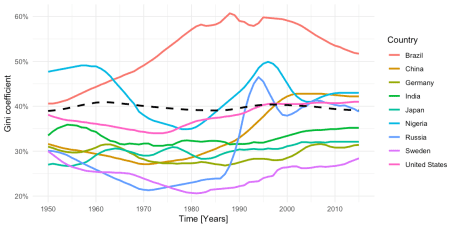 60%
50%
40%
30%
20%
Gini coefficient
1950
1960
1970
1980
1990
2000
2010
Time [Years]
Country
Brazil
China
Germany
India
Japan
Nigeria
Russia
Sweden
United States